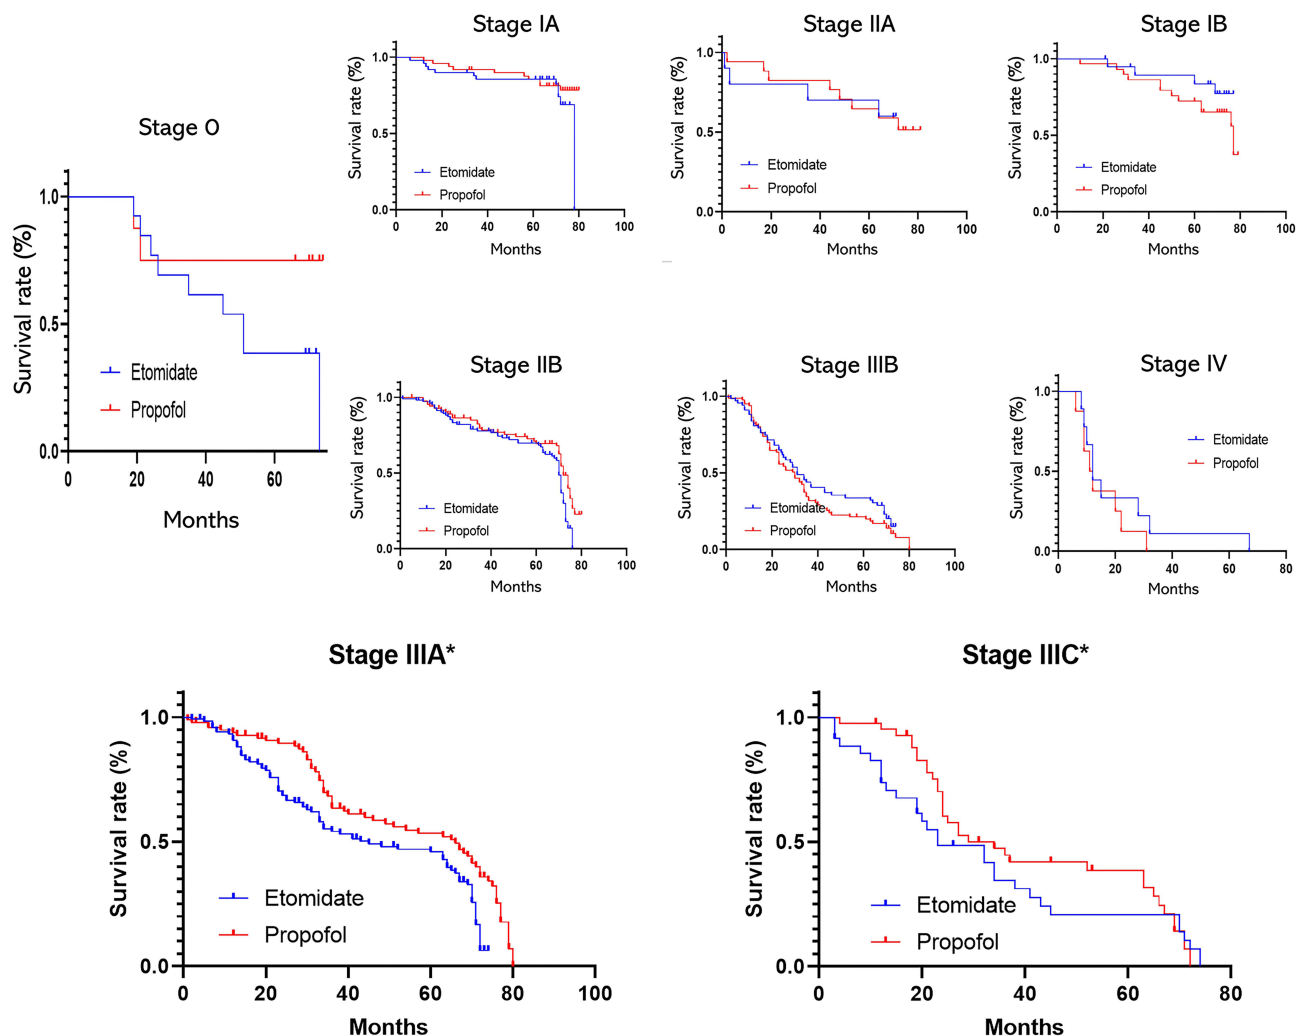 Stage 0
Survival rate (%)
1.0
0.5
0.0
Etomidate
Propofol
0 20 40 60
Months
Stage IA
Survival rate (%)
1.0
0.5
0.0
Etomidate
Propofol
0 20 40 60 80 100
Months
Stage IIA
Survival rate (%)
1.0
0.5
0.0
Etomidate
Propofol
0 20 40 60 80 100
Months
Stage IB
Survival rate (%)
1.0
0.5
0.0
Etomidate
Propofol
0 20 40 60 80 100
Months
Stage IIB
Survival rate (%)
1.0
0.5
0.0
Etomidate
Propofol
0 20 40 60 80 100
Months
Stage IIIB
Survival rate (%)
1.0
0.5
0.0
Etomidate
Propofol
0 20 40 60 80 100
Months
Stage IV
Survival rate (%)
1.0
0.5
0.0
Etomidate
Propofol
0 20 40 60 80
Months
Stage IIIA*
Survival rate (%)
1.0
0.5
0.0
Etomidate
Propofol
0 20 40 60 80 100
Months
Stage IIIC*
Survival rate (%)
1.0
0.5
0.0
Etomidate
Propofol
0 20 40 60 80
Months